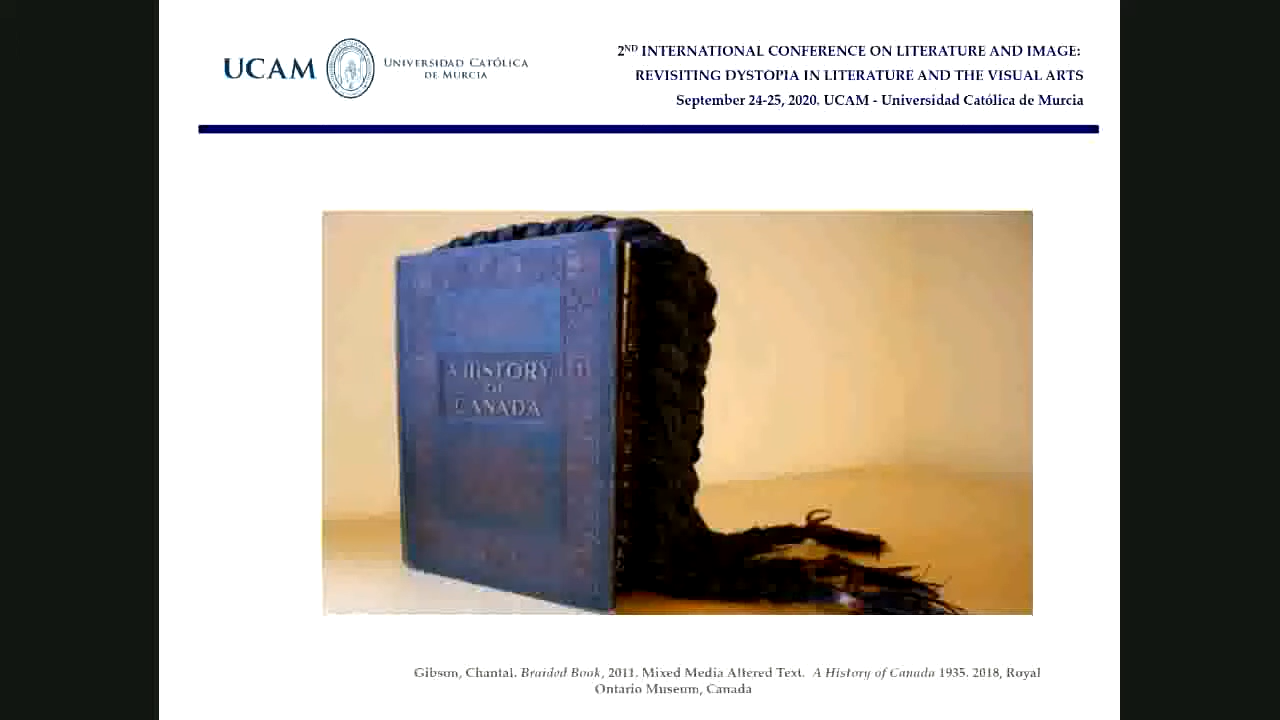 UCAM
UNIVERSIDAD CATÓLICA
DE MURCIA
2ND INTERNATIONAL CONFERENCE ON LITERATURE AND IMAGE:
REVISITING DYSTOPIA IN LITERATURE AND THE VISUAL ARTS
September 24-25, 2020. UCAM - Universidad Católica de Murcia
A HISTORY
OF
CANADA
Gibson, Chantal. Braided Book, 2011. Mixed Media Altered Text. A History of Canada 1935. 2018, Royal
Ontario Museum, Canada